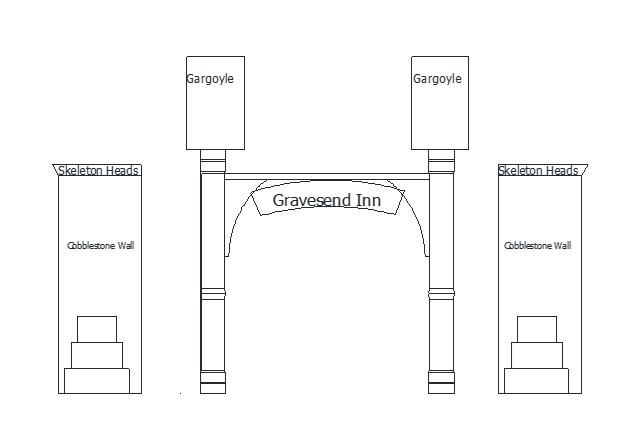 Gargoyle
Gargoyle
Skeleton Heads
Skeleton Heads
Gravesend Inn
Cobblestone Wall
Cobblestone Wall